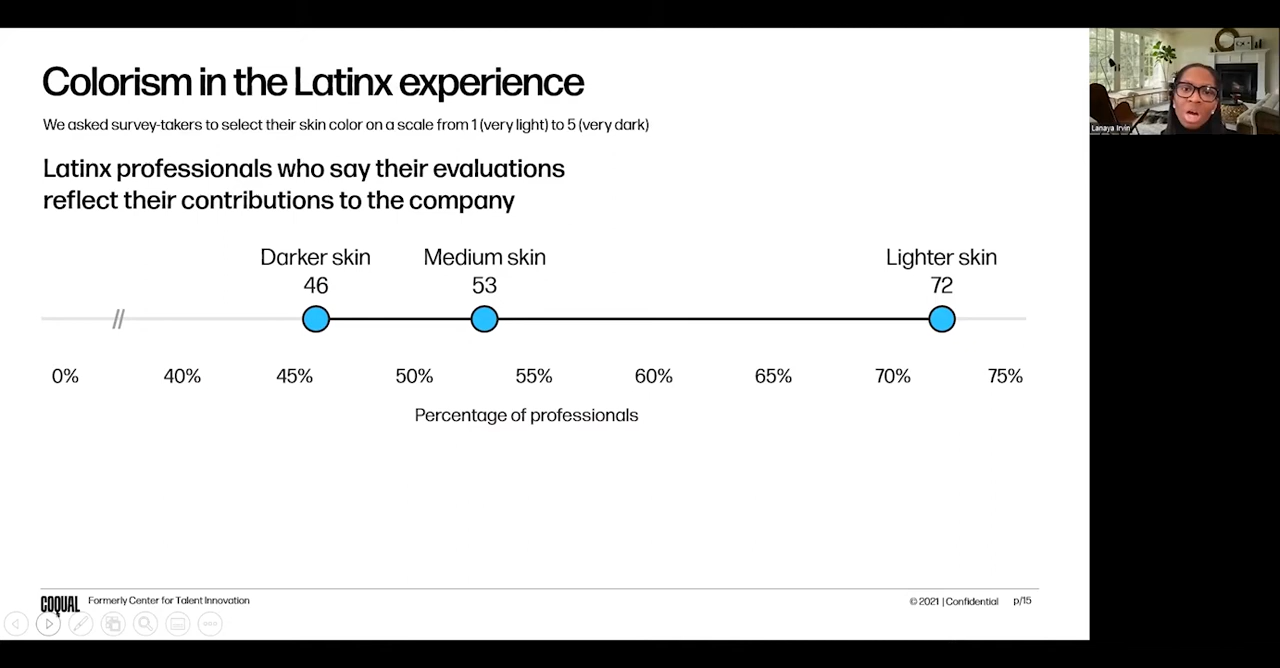 Colorism in the Latinx experience
We asked survey-takers to select their skin color on a scale from 1 (very light) to 5 (very dark)
Latinx professionals who say their evaluations
reflect their contributions to the company
Darker skin Medium skin Lighter skin
46 53 72
//
0% 40% 45% 50% 55% 60% 65% 70% 75%
Percentage of professionals
COQUAL Formerly Center for Talent Innovation © 2021 | Confidential p/15
Lanaya Irvin